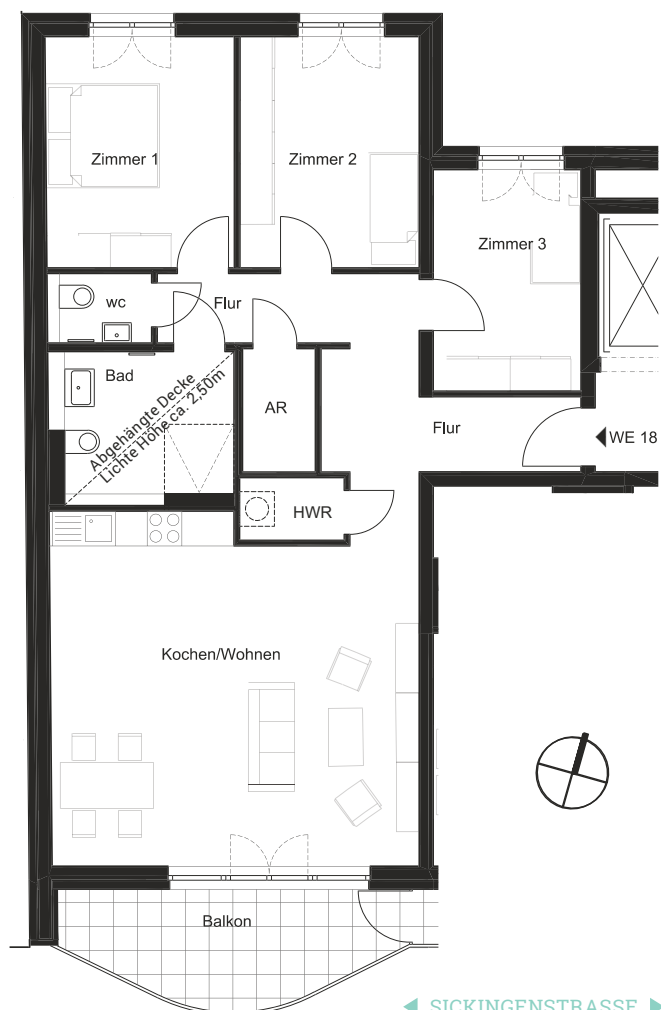 Zimmer 1
Zimmer 2
Zimmer 3
wc
Flur
Bad
Abgehängte Decke
Lichte Höhe ca. 2,50m
AR
Flur
WE 18
HWR
Kochen/Wohnen
Balkon
SICKINGENSTRASSE